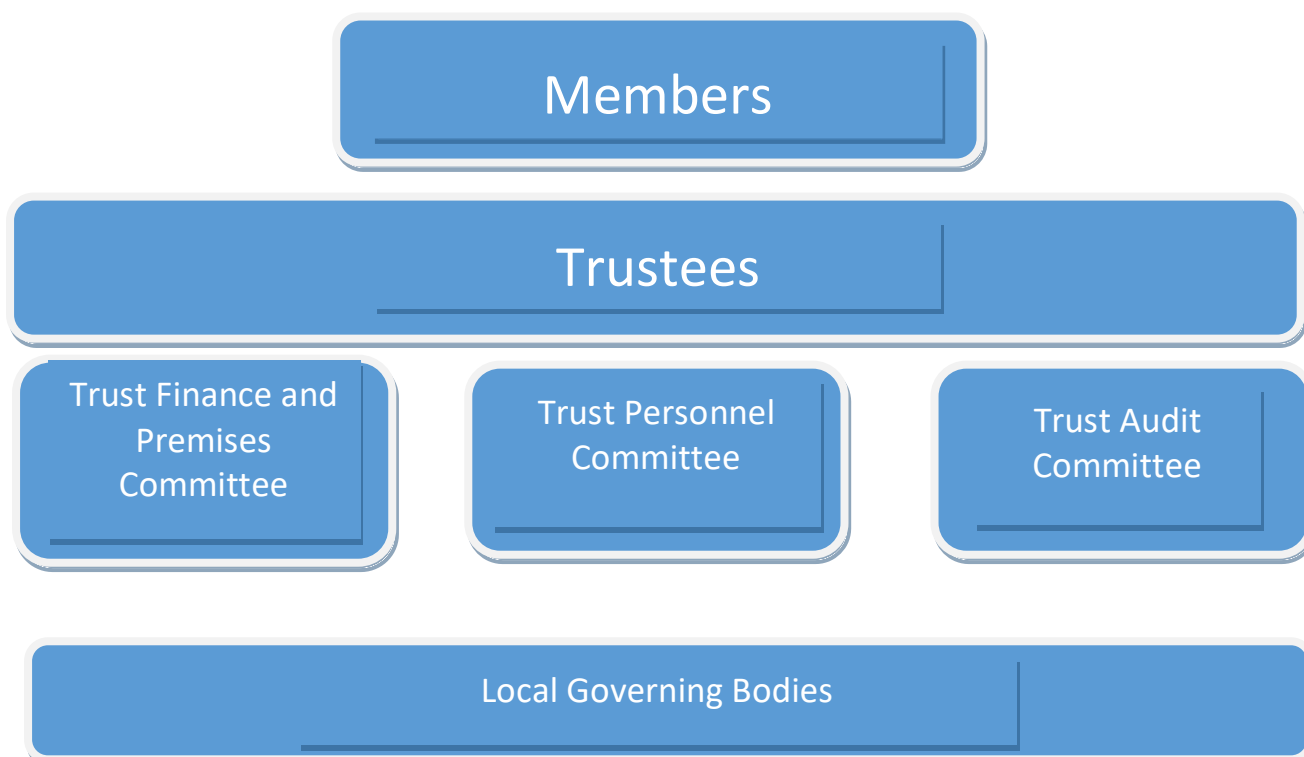 Members
Trustees
Trust Finance and
Premises
Committee
Trust Personnel
Committee
Trust Audit
Committee
Local Governing Bodies